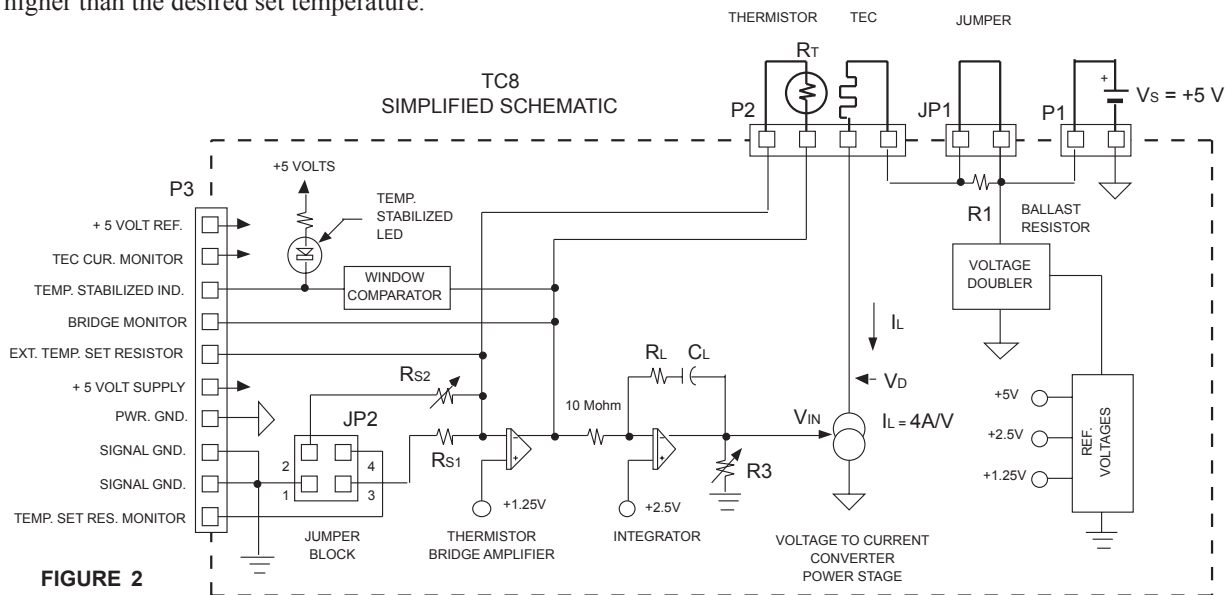 higher than the desired set temperature.
THERMISTOR TEC JUMPER
RT
TC8
SIMPLIFIED SCHEMATIC
P2 JP1 P1
+
VS = +5 V
P3
+5 VOLTS
TEMP.
STABILIZED
LED
R1
BALLAST
RESISTOR
+ 5 VOLT REF.
TEC CUR. MONITOR
TEMP. STABILIZED IND.
BRIDGE MONITOR
EXT. TEMP. SET RESISTOR
+ 5 VOLT SUPPLY
PWR. GND.
SIGNAL GND.
SIGNAL GND.
TEMP. SET RES. MONITOR
WINDOW
COMPARATOR
VOLTAGE
DOUBLER
IL
RL CL
RS2
VD
10 Mohm
JP2
2 4
1 3
RS1
-
+
-
+
VIN
IL = 4A/V
R3
+5V
+2.5V
+1.25V
REF.
VOLTAGES
+1.25V
+2.5V
JUMPER
BLOCK
THERMISTOR
BRIDGE AMPLIFIER
INTEGRATOR
VOLTAGE TO CURRENT
CONVERTER
POWER STAGE
FIGURE 2